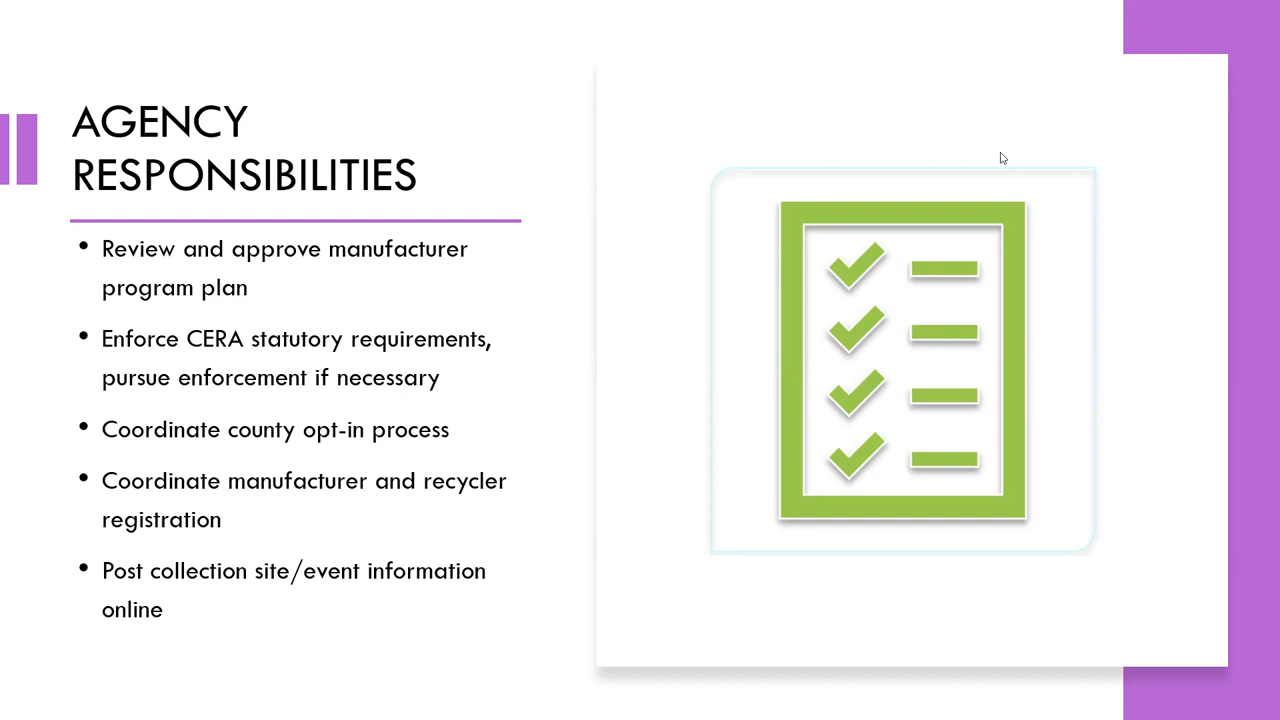 AGENCY
RESPONSIBILITIES
• Review and approve manufacturer
program plan
• Enforce CERA statutory requirements,
pursue enforcement if necessary
• Coordinate county opt-in process
• Coordinate manufacturer and recycler
registration
• Post collection site/event information
online